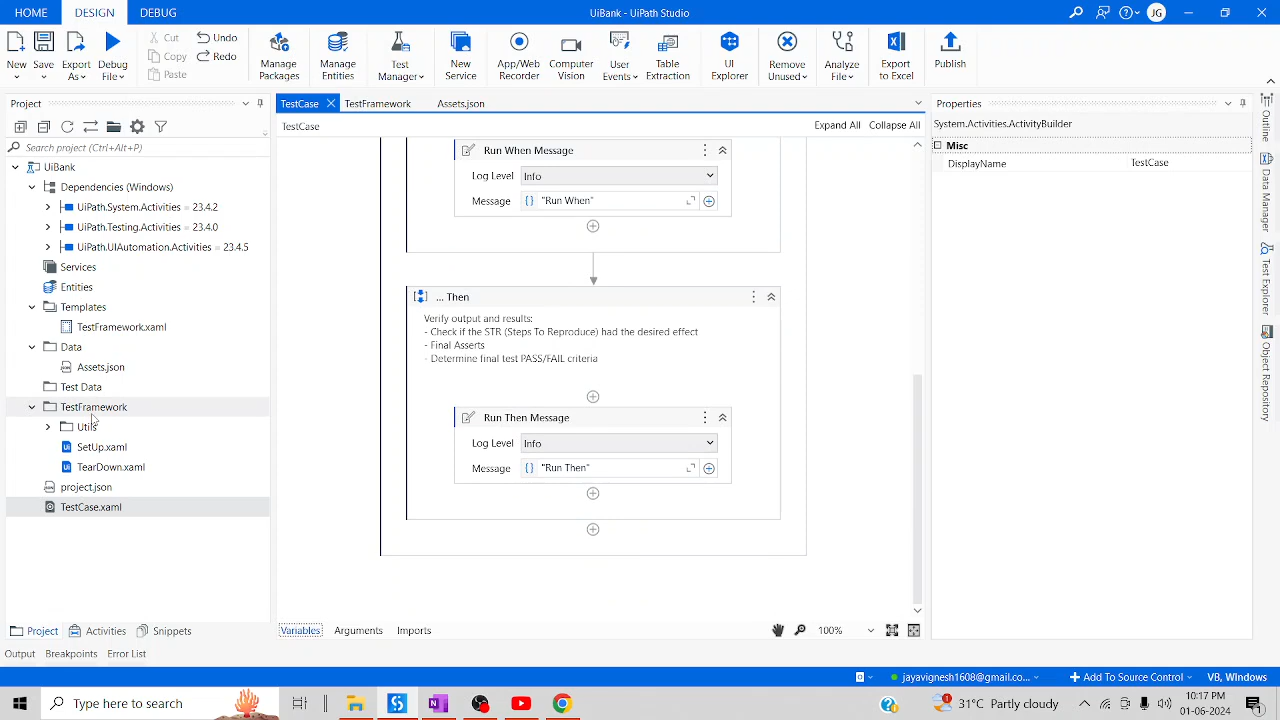 HOME DESIGN DEBUG UiBank - UiPath Studio JG
Cut Undo
Copy Redo
Paste
New Save Export As Debug File Manage Packages Manage Entities Test Manager New Service App/Web Recorder Computer Vision User Events Table Extraction UI Explorer Remove Unused Analyze File Export to Excel Publish
Project TestCase TestFramework Assets.json Properties
TestCase Expand All Collapse All System.Activities.ActivityBuilder
Search project (Ctrl+Alt+P) Run When Message Misc
DisplayName TestCase
UiBank Log Level Info
Dependencies (Windows) Message "Run When"
UiPath.System.Activities = 23.4.2
UiPath.Testing.Activities = 23.4.0
UiPath.UIAutomation.Activities = 23.4.5
Services
Entities ... Then
Templates Verify output and results:
TestFramework.xaml - Check if the STR (Steps To Reproduce) had the desired effect
Data - Final Asserts
Assets.json - Determine final test PASS/FAIL criteria
Test Data
TestFramework Run Then Message
Utils
SetUp.xaml Log Level Info
TearDown.xaml Message "Run Then"
project.json
TestCase.xaml
Outline
Data Manager
Test Explorer
Object Repository
Project Activities Snippets Variables Arguments Imports 100%
Output Breakpoints Error List
jayavignesh1608@gmail.co... Add To Source Control VB, Windows
Type here to search 31°C Partly cloudy 10:17 PM
01-06-2024